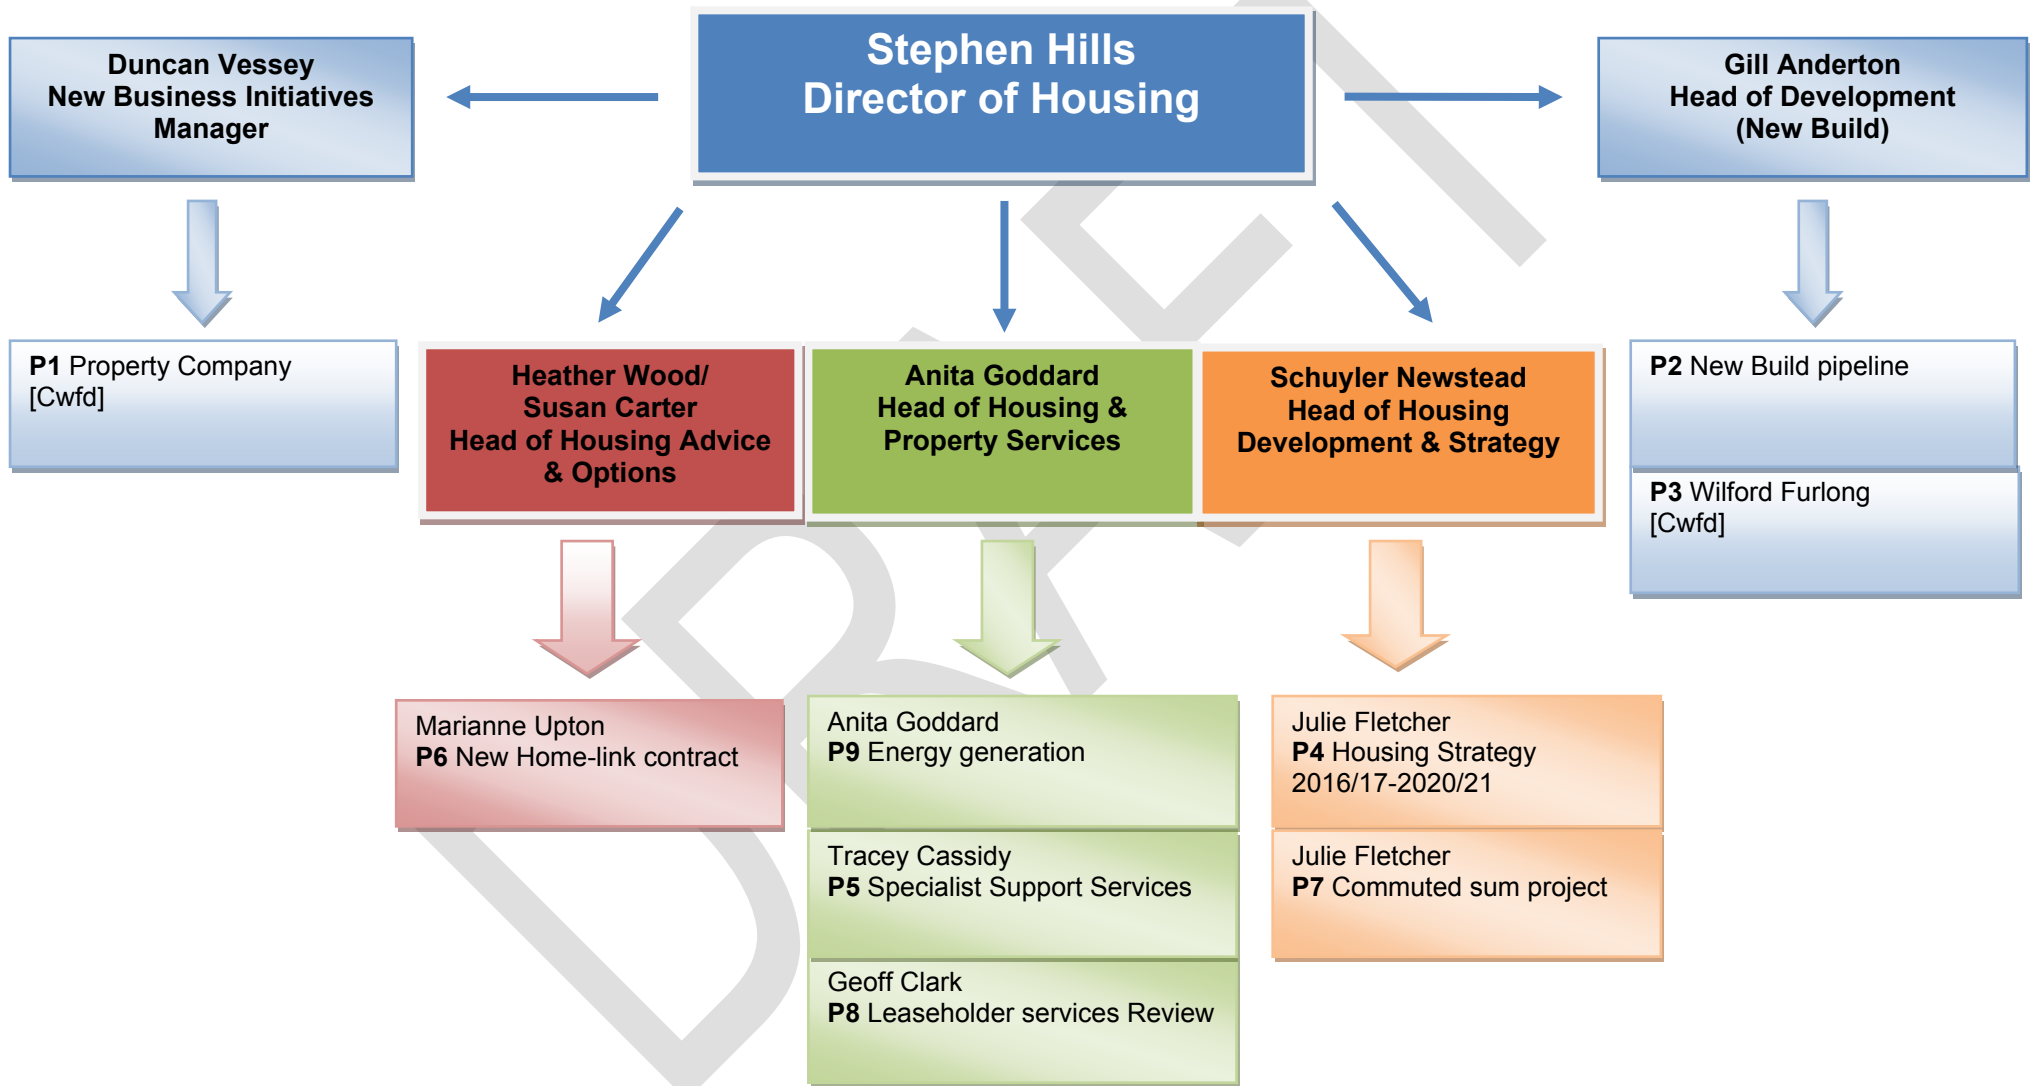 Stephen Hills
Director of Housing
Duncan Vessey
New Business Initiatives
Manager
Gill Anderton
Head of Development
(New Build)
P1 Property Company
[Cwfd]
Heather Wood/
Susan Carter
Head of Housing Advice
& Options
Anita Goddard
Head of Housing &
Property Services
Schuyler Newstead
Head of Housing
Development & Strategy
P2 New Build pipeline
P3 Wilford Furlong
[Cwfd]
Marianne Upton
P6 New Home-link contract
Anita Goddard
P9 Energy generation
Tracey Cassidy
P5 Specialist Support Services
Geoff Clark
P8 Leaseholder services Review
Julie Fletcher
P4 Housing Strategy
2016/17-2020/21
Julie Fletcher
P7 Commuted sum project
DRAFT